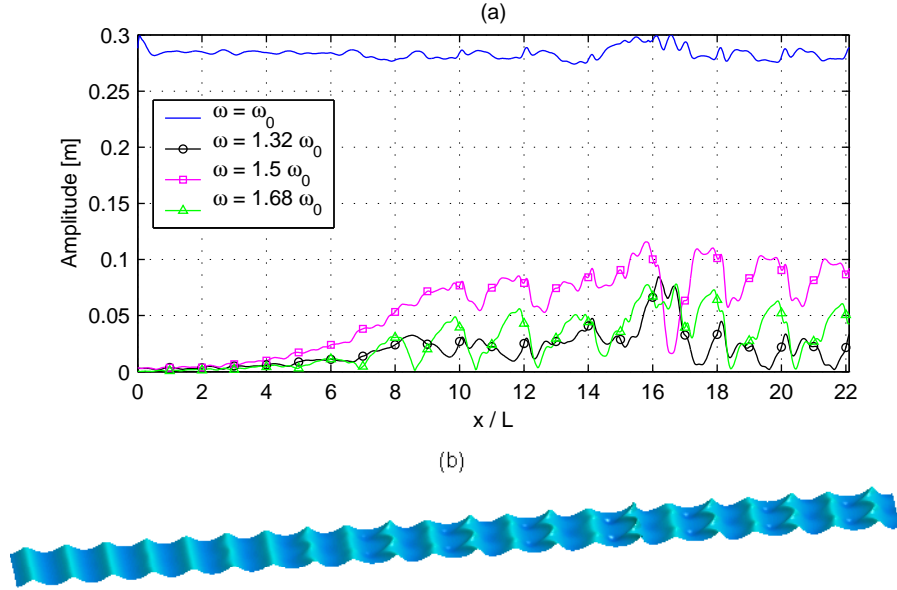 (a)
0.3
0.25
0.2
0.15
0.1
0.05
0
Amplitude [m]
ω = ω₀
ω = 1.32 ω₀
ω = 1.5 ω₀
ω = 1.68 ω₀
0 2 4 6 8 10 12 14 16 18 20 22
x / L
(b)